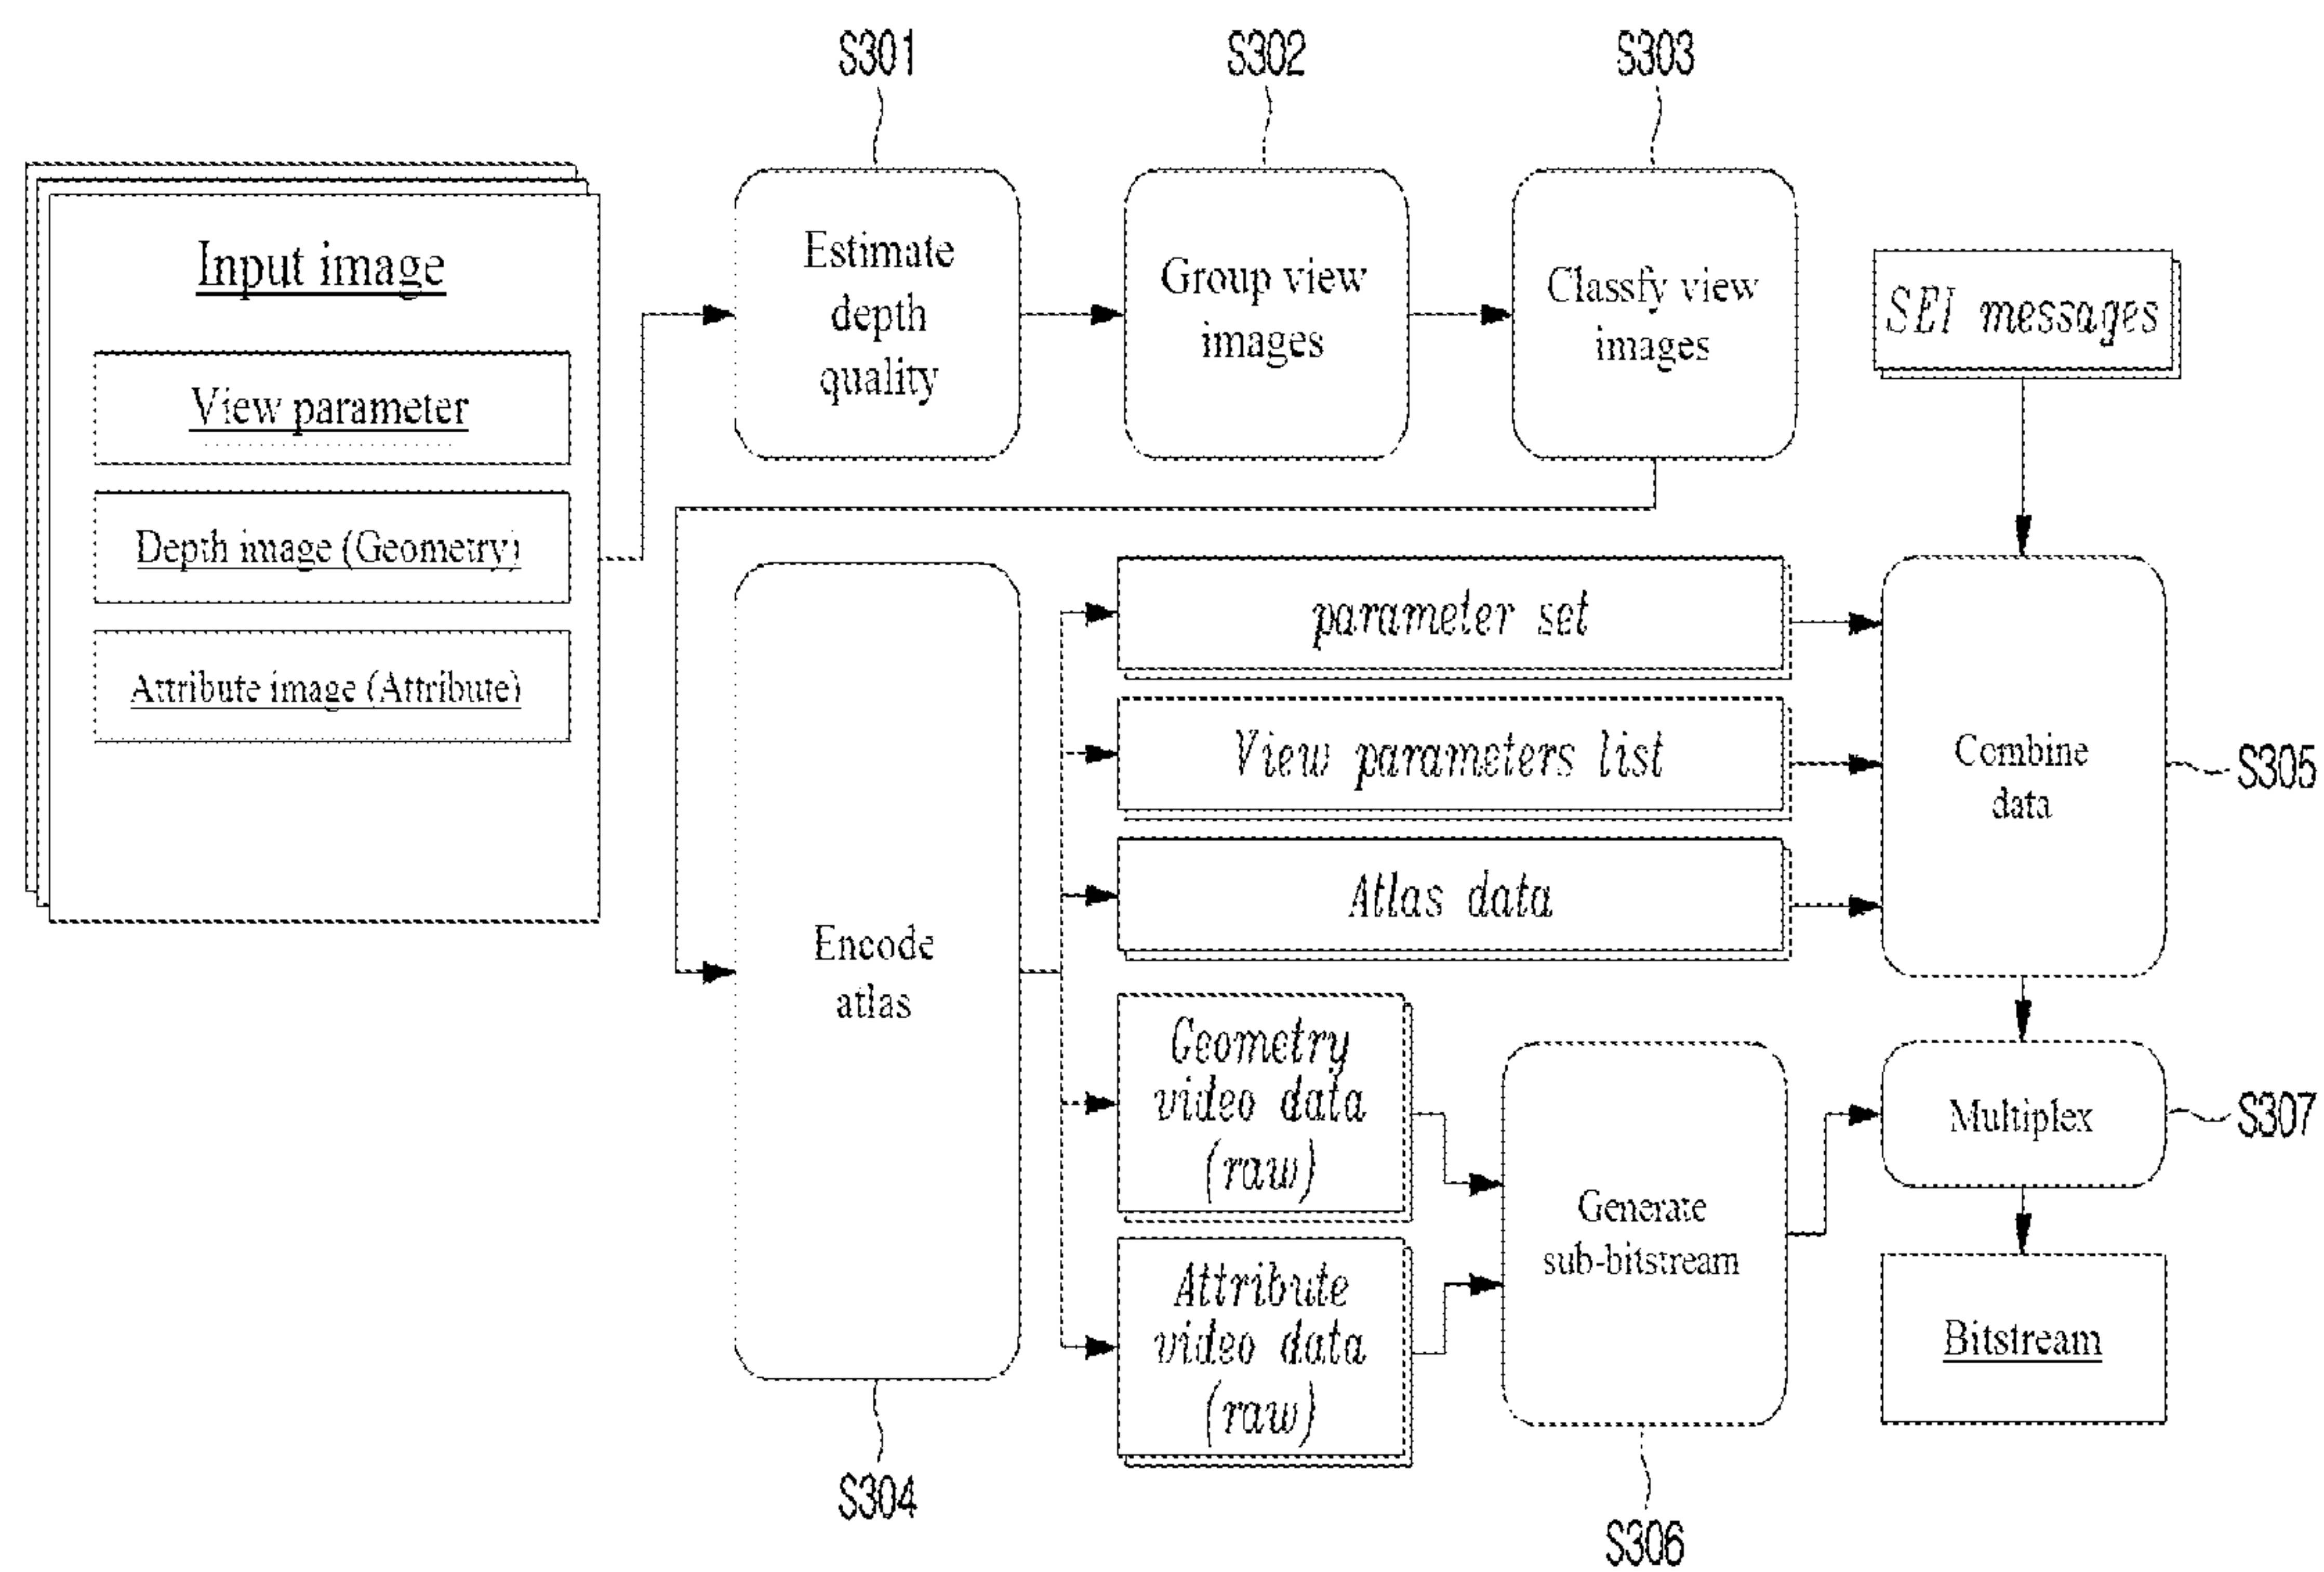 S301
S302
S303
Input image
View parameter
Depth image (Geometry)
Attribute image (Attribute)
Estimate
depth
quality
Group view
images
Classfy view
images
SEI messages
Encode
atlas
S304
parameter set
View parameters list
Atlas data
Geometry
video data
(raw)
Attribute
video data
(raw)
Generate
sub-bitstream
S306
Combine
data
S305
Multiplex
S307
Bitstream